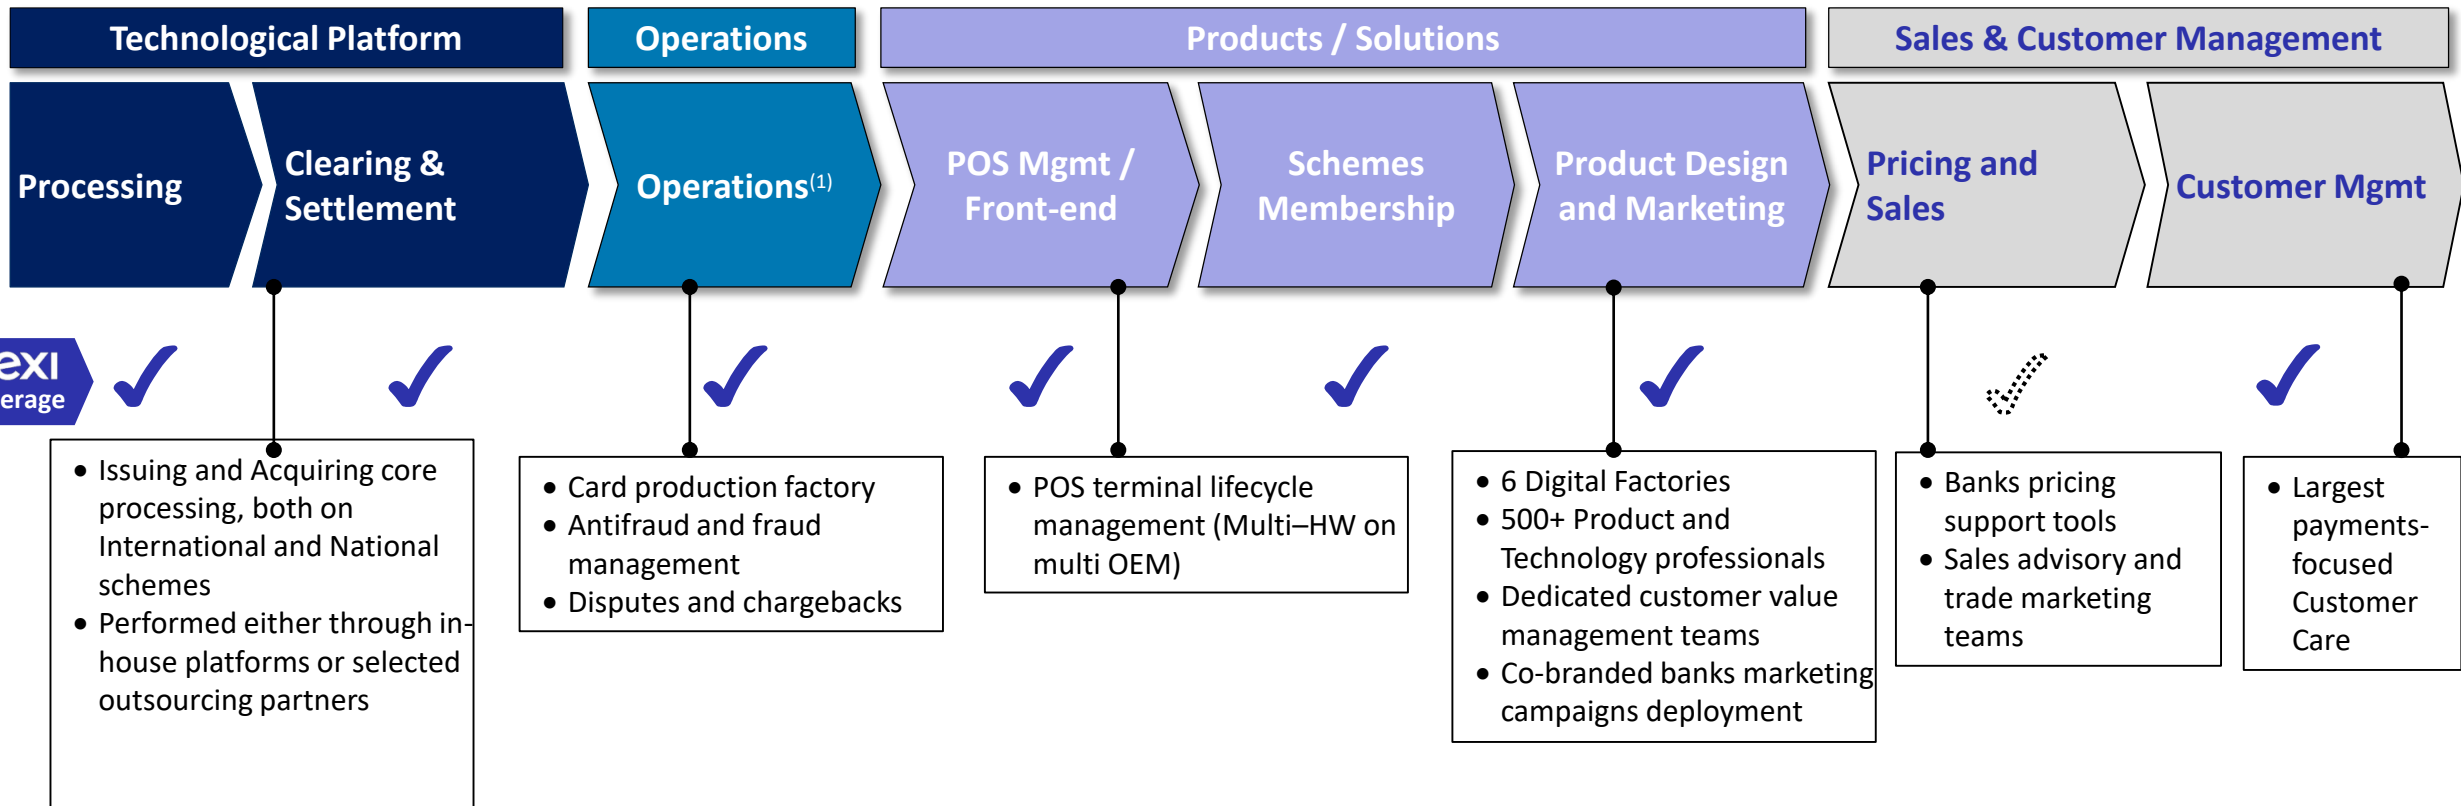 Technological Platform
Operations
Products / Solutions
Sales & Customer Management
Processing
Clearing &
Settlement
Operations(1)
POS Mgmt /
Front-end
Schemes
Membership
Product Design
and Marketing
Pricing and
Sales
Customer Mgmt
exi
erage
• Issuing and Acquiring core
processing, both on
International and National
schemes
• Performed either through in-
house platforms or selected
outsourcing partners
• Card production factory
• Antifraud and fraud
management
• Disputes and chargebacks
• POS terminal lifecycle
management (Multi–HW on
multi OEM)
• 6 Digital Factories
• 500+ Product and
Technology professionals
• Dedicated customer value
management teams
• Co-branded banks marketing
campaigns deployment
• Banks pricing
support tools
• Sales advisory and
trade marketing
teams
• Largest
payments-
focused
Customer
Care